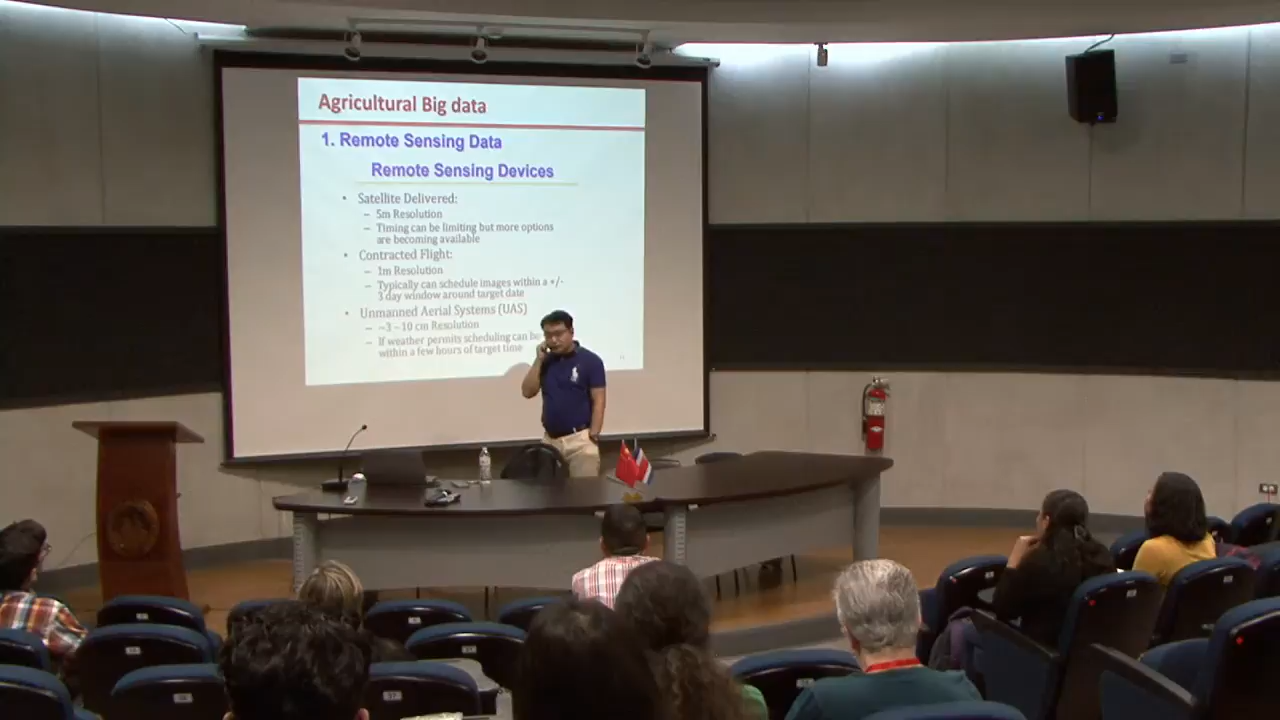 Agricultural Big data
1. Remote Sensing Data
Remote Sensing Devices
• Satellite Delivered:
– 5m Resolution
– Timing can be limiting but more options
are becoming available
• Contracted Flight:
– 1m Resolution
– Typically can schedule images within a +/-
3 day window around target date
• Unmanned Aerial Systems (UAS)
– ~3 – 10 cm Resolution
– If weather permits scheduling can be
within a few hours of target time